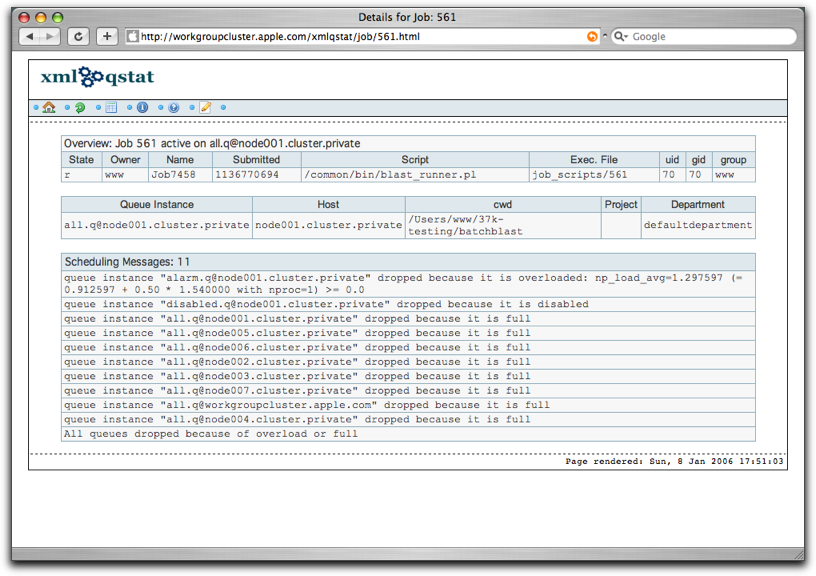 Details for Job: 561
http://workgroupcluster.apple.com/xmlqstat/job/561.html
Google
xml qstat
Overview: Job 561 active on all.q@node001.cluster.private
State Owner Name Submitted Script Exec. File uid gid group
r www Job7458 1136770694 /common/bin/blast_runner.pl job_scripts/561 70 70 www
Queue Instance Host cwd Project Department
all.q@node001.cluster.private node001.cluster.private /Users/www/37k-
testing/batchblast defaultdepartment
Scheduling Messages: 11
queue instance "alarm.q@node001.cluster.private" dropped because it is overloaded: np_load_avg=1.297597 (=
0.912597 + 0.50 * 1.540000 with nproc=1) >= 0.0
queue instance "disabled.q@node001.cluster.private" dropped because it is disabled
queue instance "all.q@node001.cluster.private" dropped because it is full
queue instance "all.q@node005.cluster.private" dropped because it is full
queue instance "all.q@node006.cluster.private" dropped because it is full
queue instance "all.q@node002.cluster.private" dropped because it is full
queue instance "all.q@node003.cluster.private" dropped because it is full
queue instance "all.q@node007.cluster.private" dropped because it is full
queue instance "all.q@workgroupcluster.apple.com" dropped because it is full
queue instance "all.q@node004.cluster.private" dropped because it is full
All queues dropped because of overload or full
Page rendered: Sun, 8 Jan 2006 17:51:03